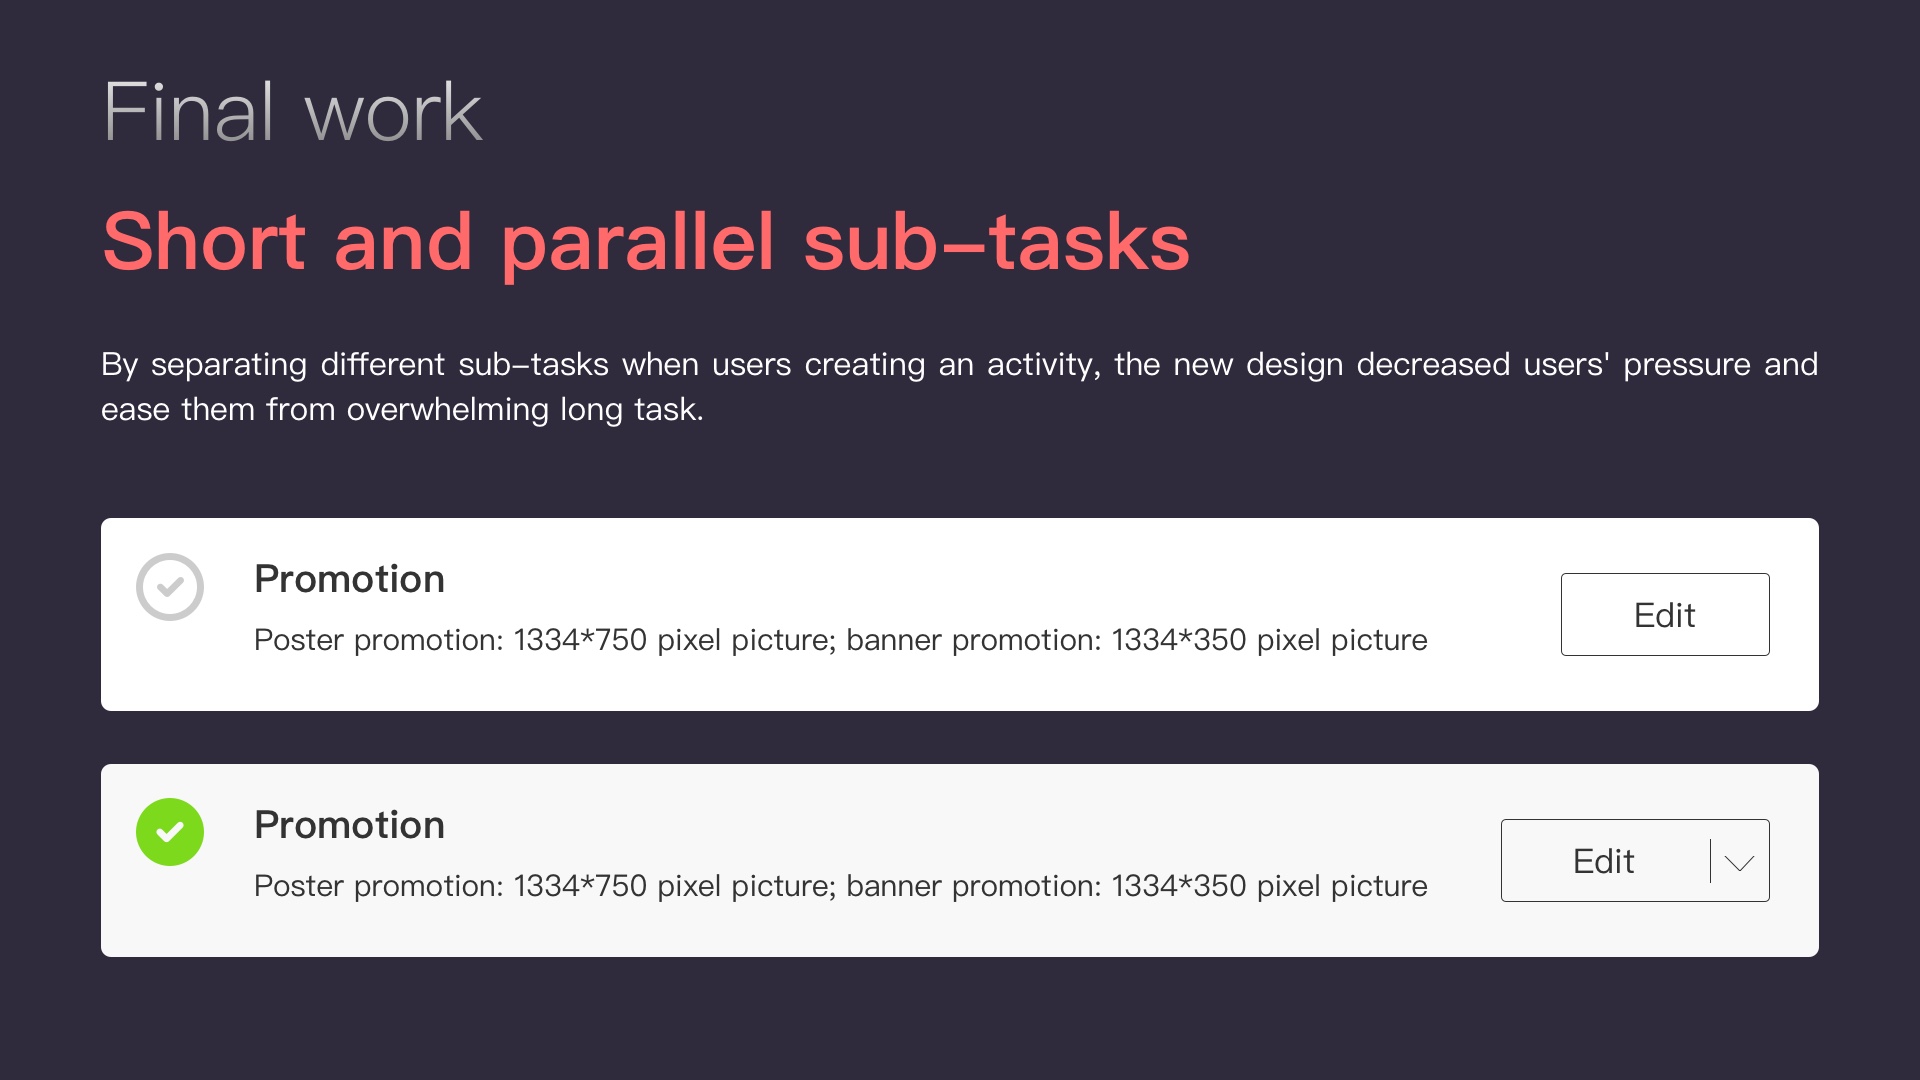 Final work
Short and parallel sub-tasks
By separating different sub-tasks when users creating an activity, the new design decreased users' pressure and
ease them from overwhelming long task.
Promotion
Poster promotion: 1334*750 pixel picture; banner promotion: 1334*350 pixel picture
Edit
Promotion
Poster promotion: 1334*750 pixel picture; banner promotion: 1334*350 pixel picture
Edit